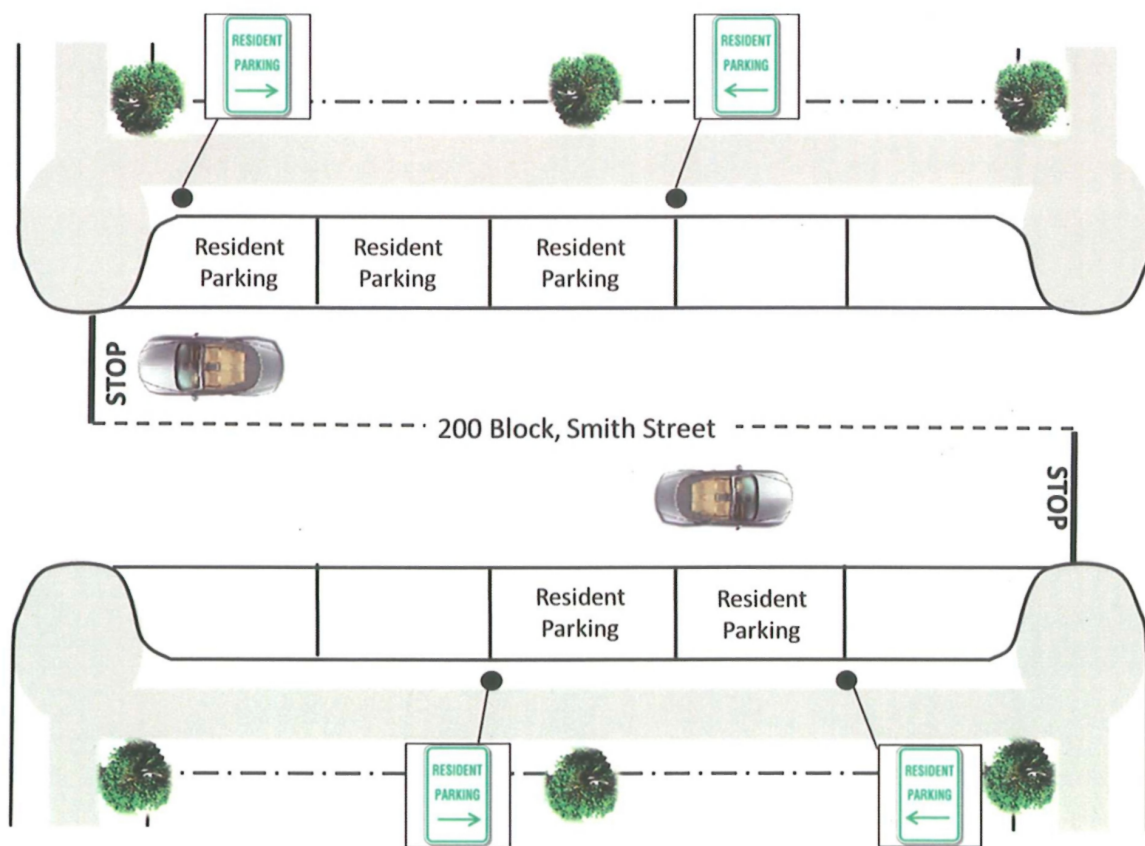 RESIDENT
PARKING
RESIDENT
PARKING
Resident
Parking
Resident
Parking
Resident
Parking
STOP
200 Block, Smith Street
STOP
Resident
Parking
Resident
Parking
RESIDENT
PARKING
RESIDENT
PARKING